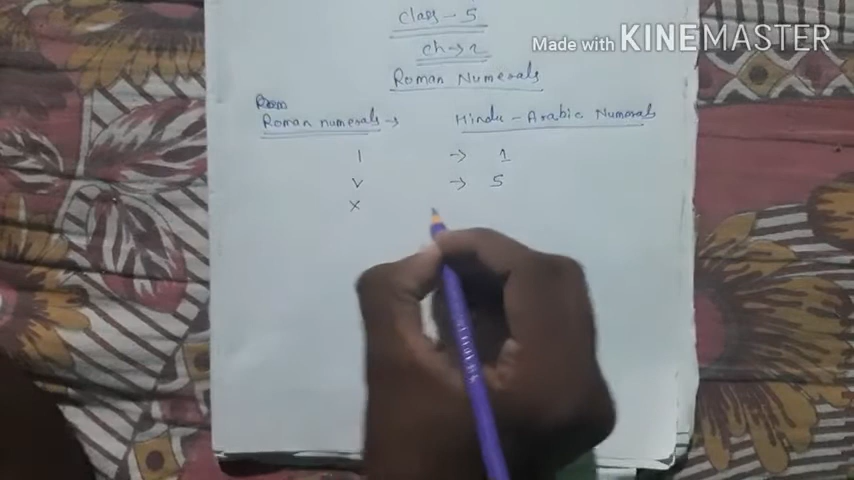 Class - 5
Made with KINEMASTER
Ch -> 2
Roman Numerals
Rom
Roman numerals -> Hindu - Arabic Numerals
I -> 1
V -> 5
X